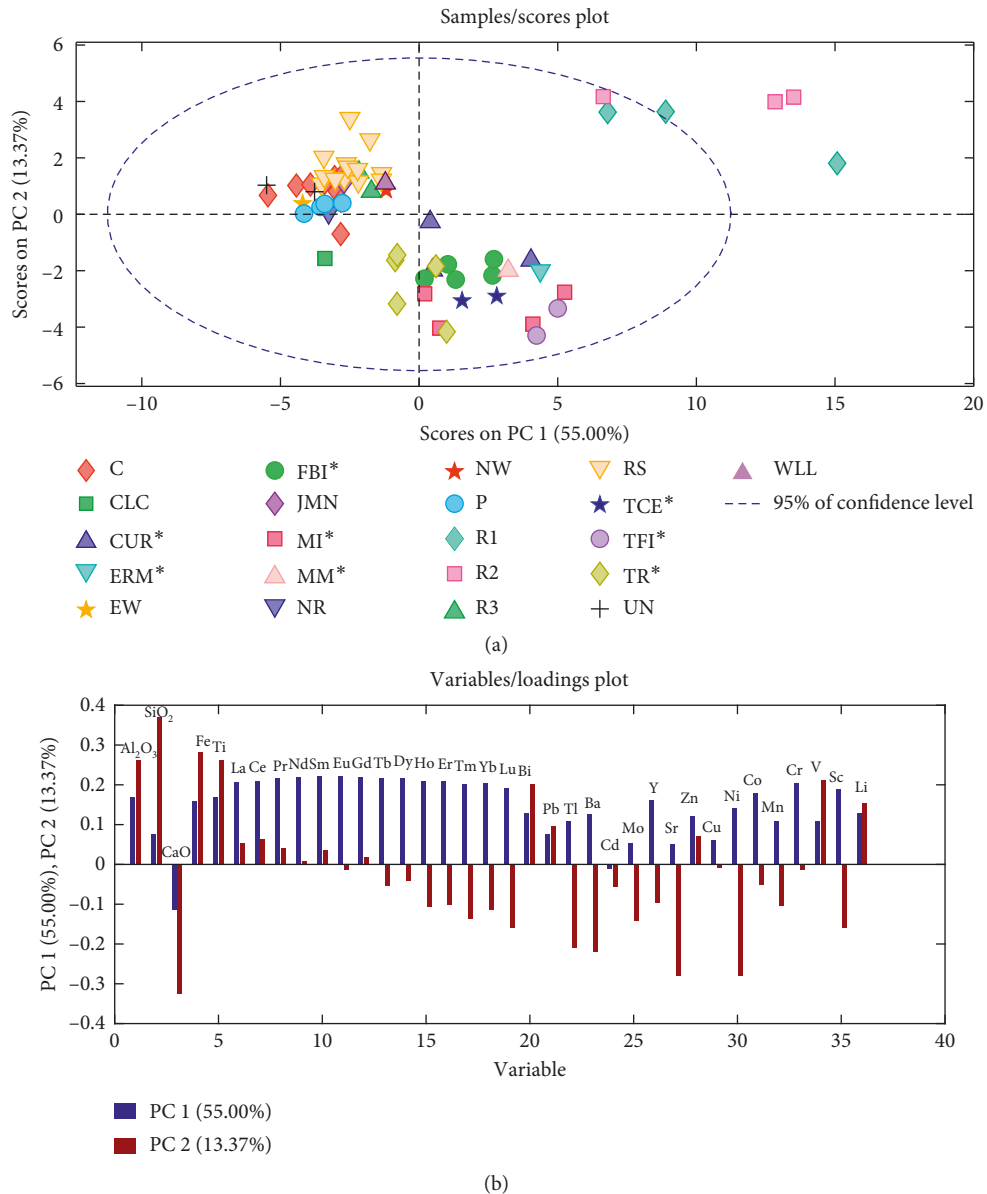 Samples/scores plot
6
4
2
0
−2
−4
−6
Scores on PC 2 (13.37%)
−10 −5 0 5 10 15 20
Scores on PC 1 (55.00%)
C FBI* NW RS WLL
CLC JMN P TCE* 95% of confidence level
CUR* MI* R1 TFI*
ERM* MM* R2 TR*
EW NR R3 UN
(a)
Variables/loadings plot
0.4
0.3
0.2
0.1
0
−0.1
−0.2
−0.3
−0.4
PC 1 (55.00%), PC 2 (13.37%)
Al₂O₃ SiO₂ CaO Fe Ti La Ce Pr Nd Sm Eu Gd Tb Dy Ho Er Tm Yb Lu Bi Pb Tl Ba Cd Mo Y Sr Zn Cu Ni Co Mn Cr V Sc Li
0 5 10 15 20 25 30 35 40
Variable
PC 1 (55.00%)
PC 2 (13.37%)
(b)